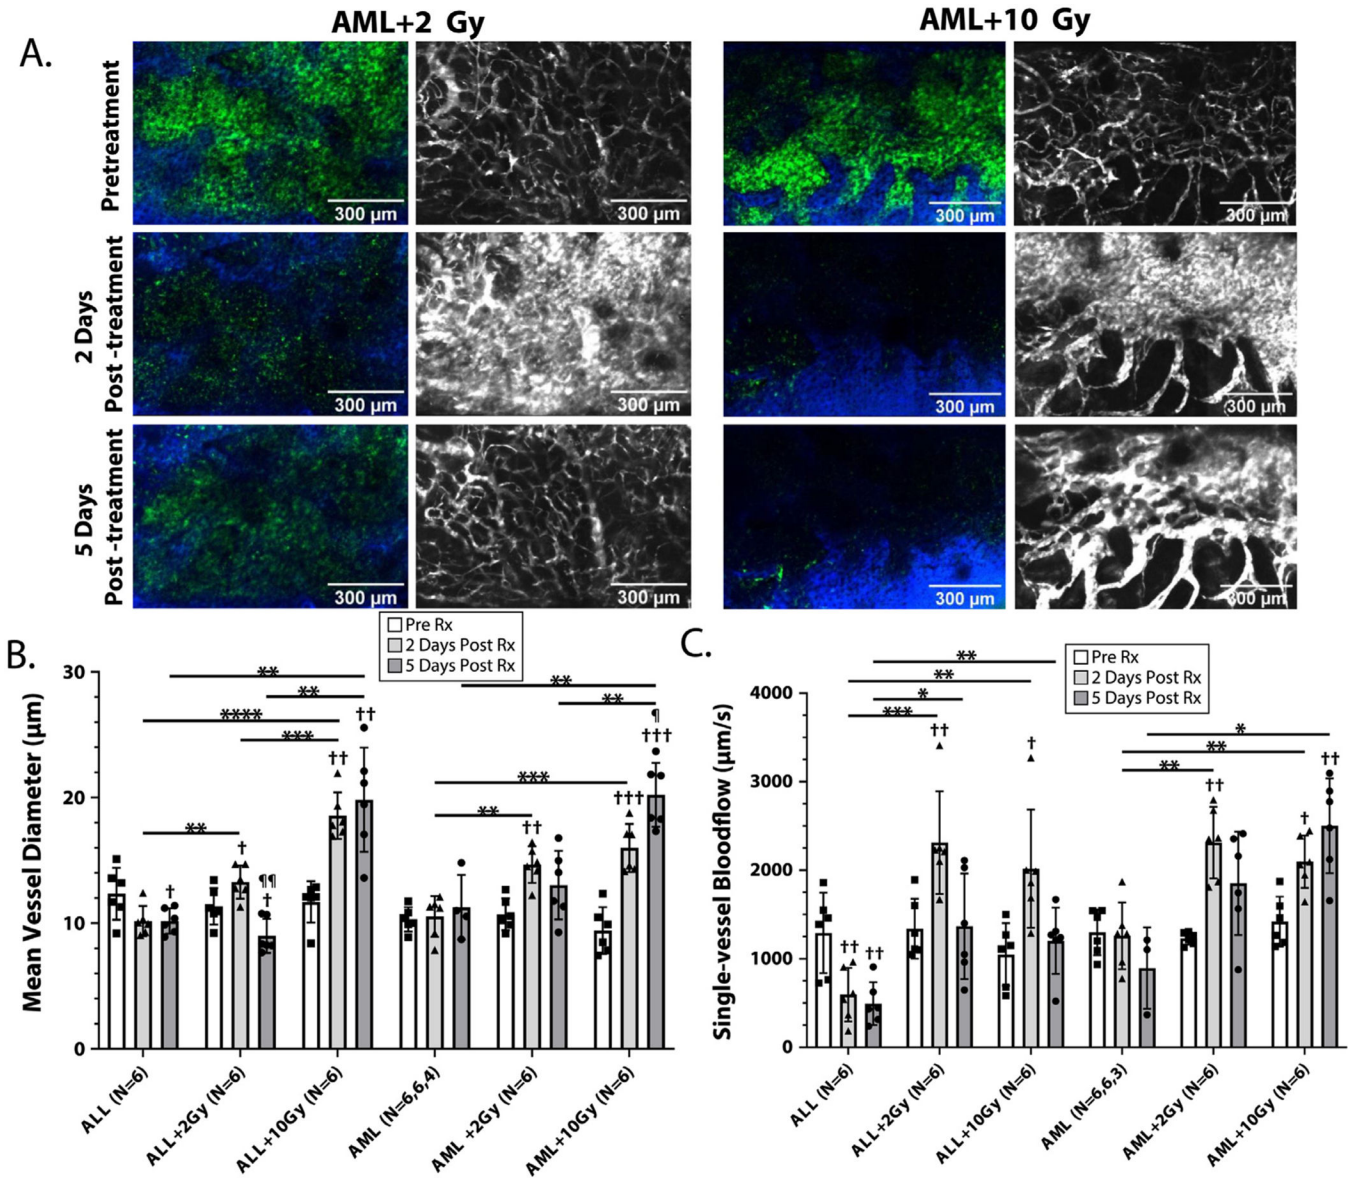 A.
AML+2 Gy
AML+10 Gy
Pretreatment
300 µm
300 µm
300 µm
300 µm
2 Days
Post -treatment
300 µm
300 µm
300 µm
300 µm
5 Days
Post -treatment
300 µm
300 µm
300 µm
300 µm
B.
Pre Rx
2 Days Post Rx
5 Days Post Rx
Mean Vessel Diameter (µm)
30
20
10
0
**
**
****
***
**
**
**
***
**
†
†
¶¶
†
††
††
††
†††
¶
†††
ALL (N=6)
ALL+2Gy (N=6)
ALL+10Gy (N=6)
AML (N=6,6,4)
AML+2Gy (N=6)
AML+10Gy (N=6)
C.
Pre Rx
2 Days Post Rx
5 Days Post Rx
Single-vessel Bloodflow (µm/s)
4000
3000
2000
1000
0
**
**
*
***
*
**
**
††
††
††
†
††
†
††
ALL (N=6)
ALL+2Gy (N=6)
ALL+10Gy (N=6)
AML (N=6,6,3)
AML+2Gy (N=6)
AML+10Gy (N=6)